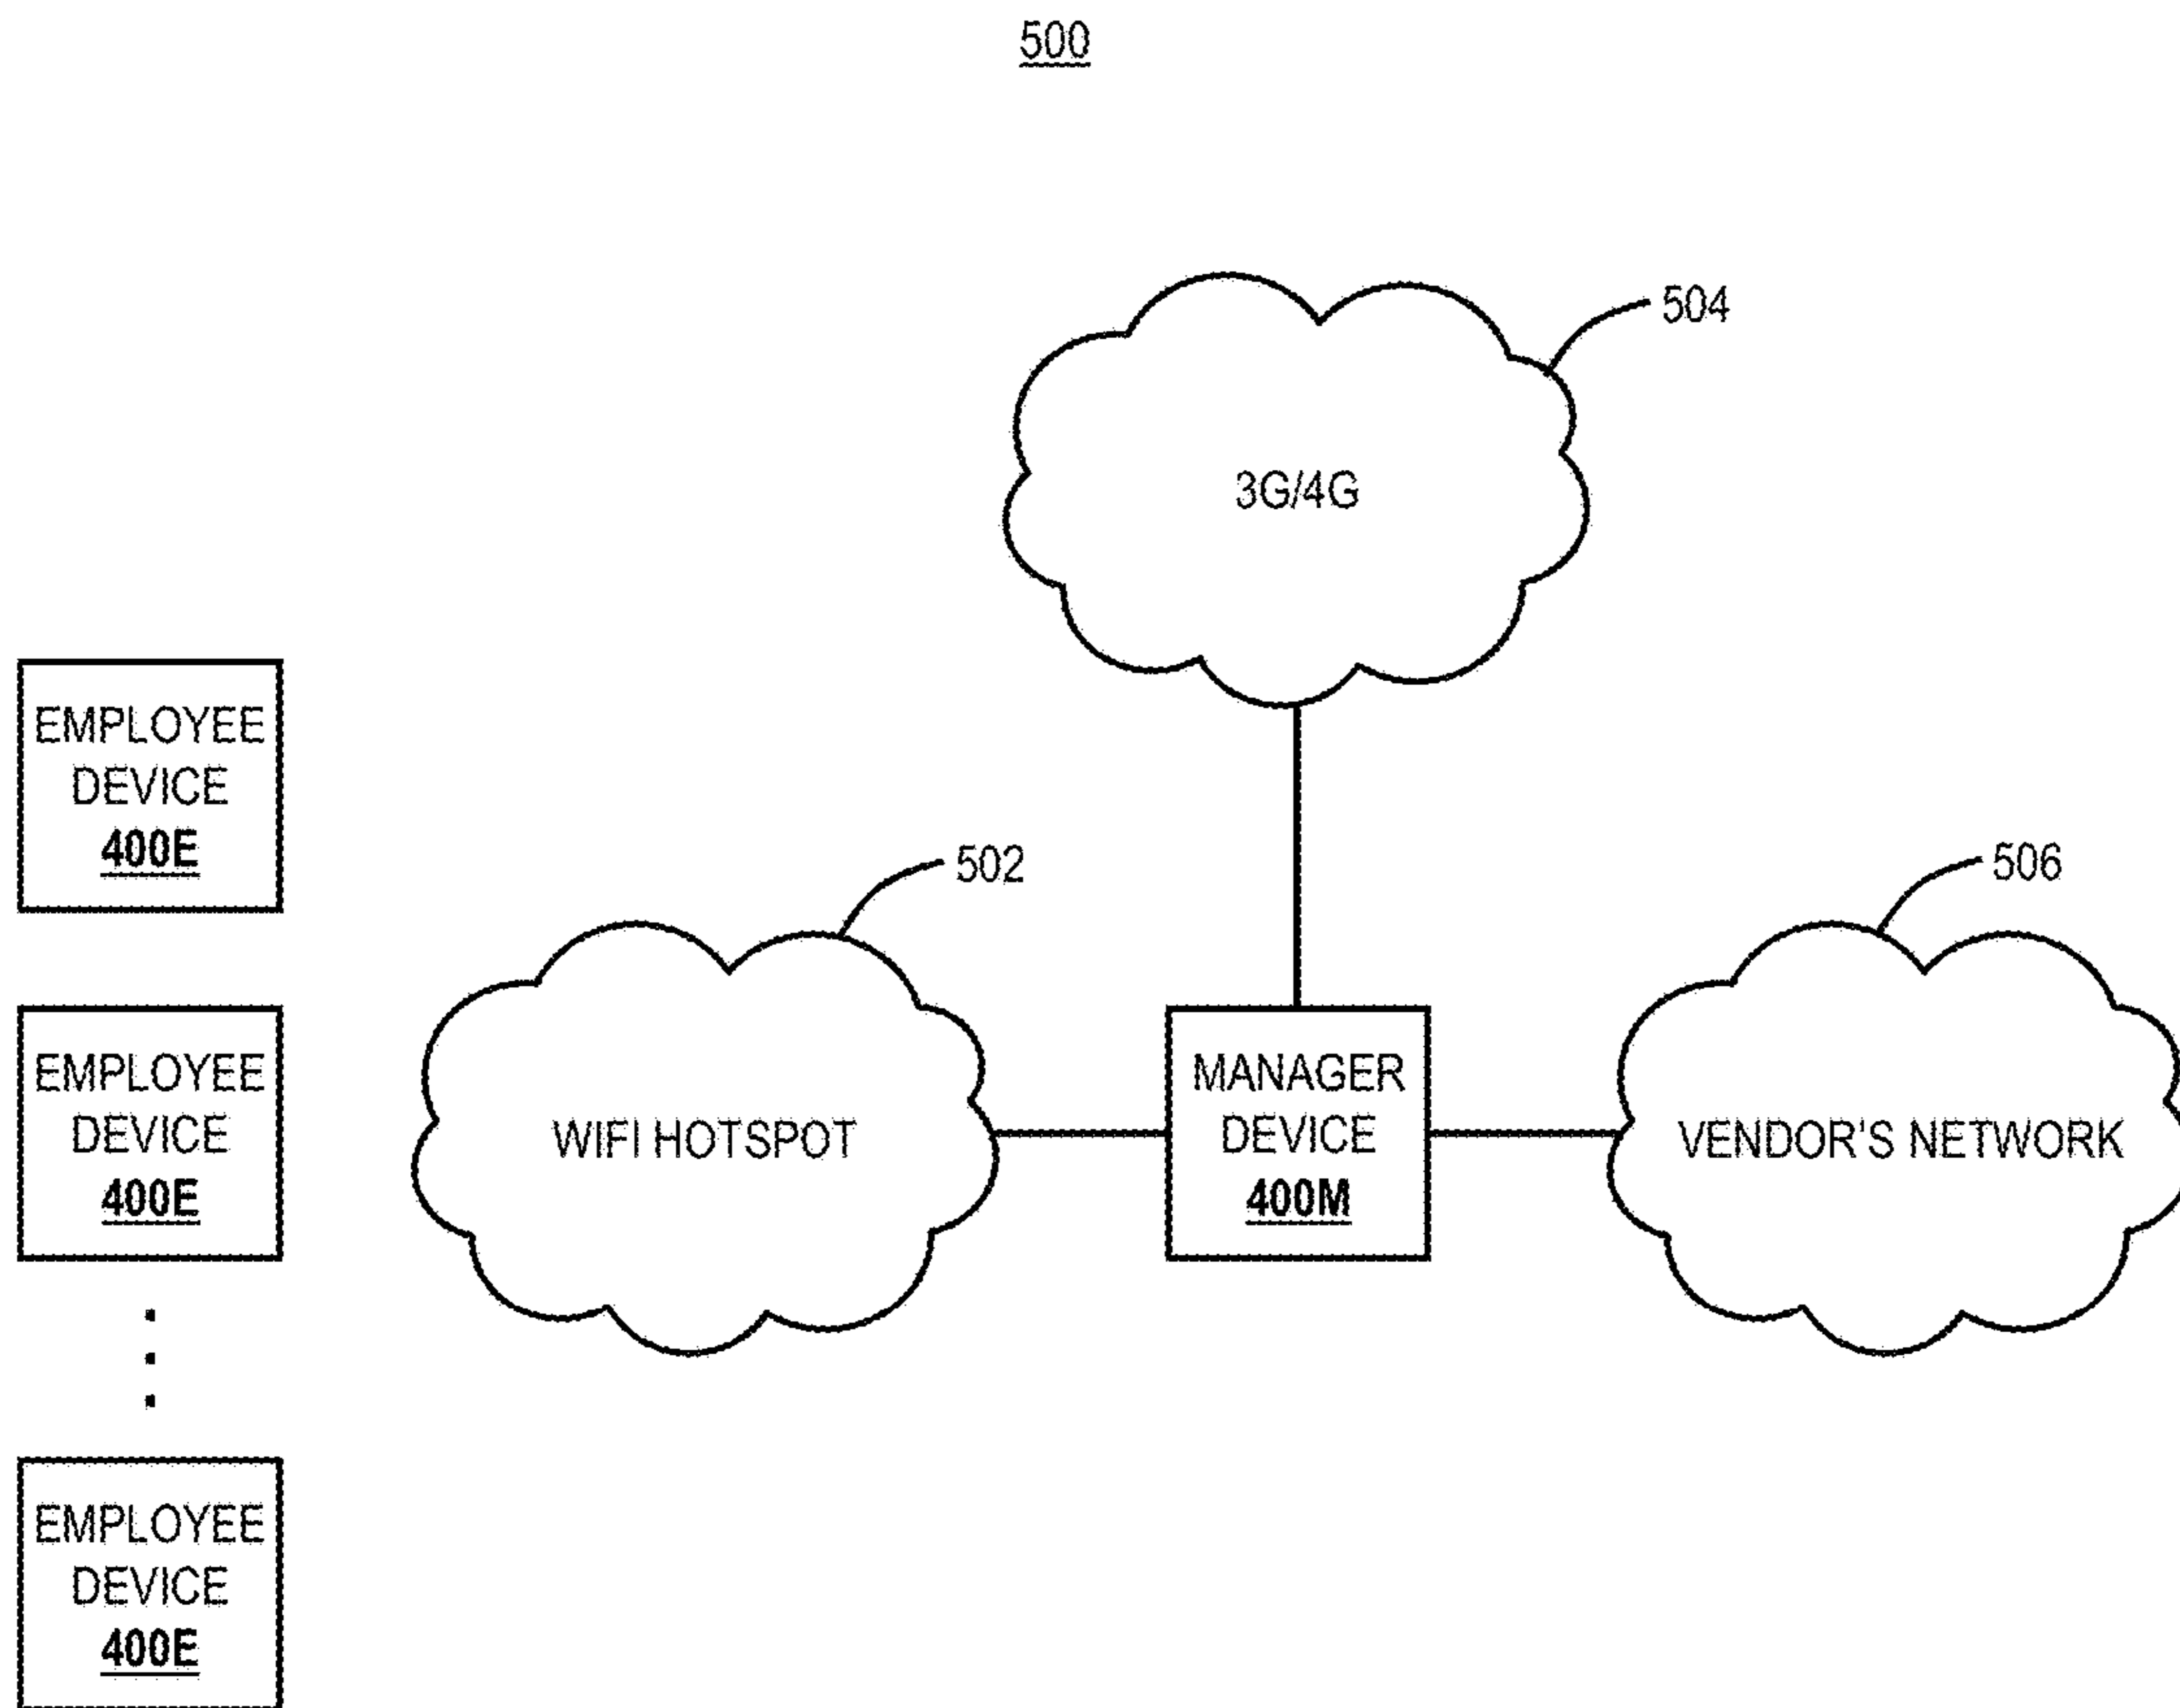 500
504
3G/4G
EMPLOYEE
DEVICE
400E
502
506
EMPLOYEE
DEVICE
400E
WIFI HOTSPOT
MANAGER
DEVICE
400M
VENDOR'S NETWORK
EMPLOYEE
DEVICE
400E